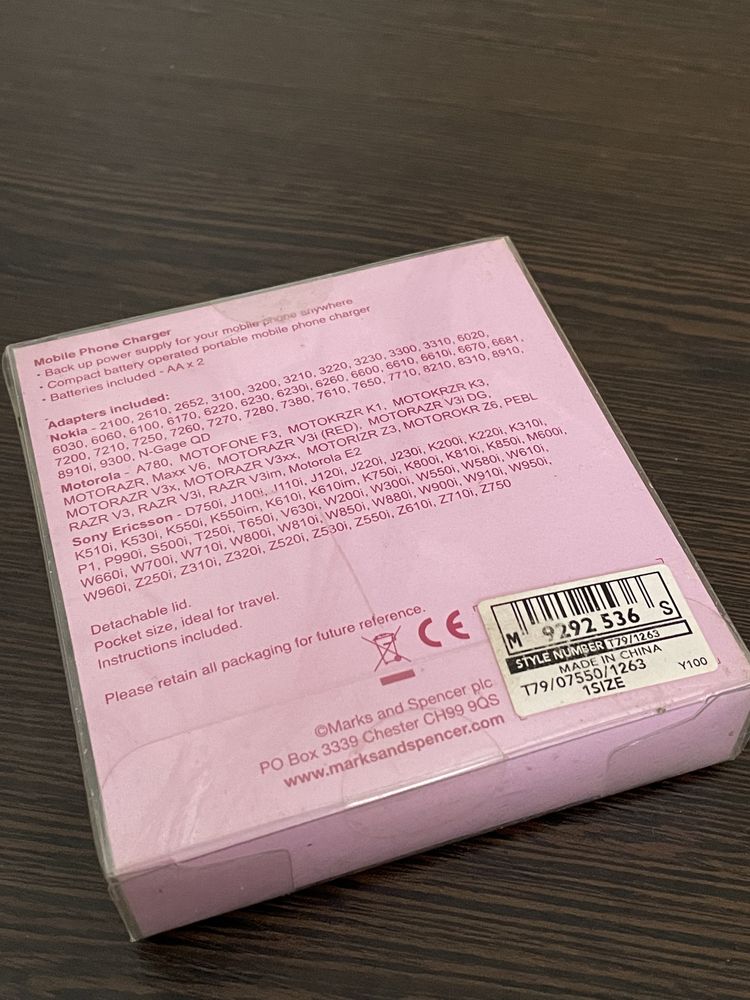 Mobile Phone Charger
- Back up power supply for your mobile phone anywhere
- Compact battery operated portable mobile phone charger
- Batteries included - AA x 2
Adapters included:
Nokia - 2100, 2610, 2652, 3100, 3200, 3210, 3220, 3230, 3300, 3310, 6020,
6030, 6060, 6100, 6170, 6220, 6230, 6230i, 6260, 6600, 6610, 6610i, 6670, 6681,
7200, 7210, 7250, 7260, 7270, 7280, 7380, 7610, 7650, 7710, 8210, 8310, 8910,
8910i, 9300, N-Gage QD
Motorola - A780, MOTOFONE F3, MOTOKRZR K1, MOTOKRZR K3,
MOTORAZR, Maxx V6, MOTORAZR V3i (RED), MOTORAZR V3i DG,
MOTORAZR V3x, MOTORAZR V3xx, MOTORIZR Z3, MOTOROKR Z6, PEBL
RAZR V3, RAZR V3i, RAZR V3im, Motorola E2
Sony Ericsson - D750i, J100i, J110i, J120i, J220i, J230i, K200i, K220i, K310i,
K510i, K530i, K550i, K550im, K610i, K610im, K750i, K800i, K810i, K850i, M600i,
P1, P990i, S500i, T250i, T650i, V630i, W200i, W300i, W550i, W580i, W610i,
W660i, W700i, W710i, W800i, W810i, W850i, W880i, W900i, W910i, W950i,
W960i, Z250i, Z310i, Z320i, Z520i, Z530i, Z550i, Z610i, Z710i, Z750
Detachable lid.
Pocket size, ideal for travel.
Instructions included.
Please retain all packaging for future reference.
CE
©Marks and Spencer plc
PO Box 3339 Chester CH99 9QS
www.marksandspencer.com
M 9292 536 S
STYLE NUMBER T79/1263
MADE IN CHINA
T79/07550/1263 Y100
1SIZE